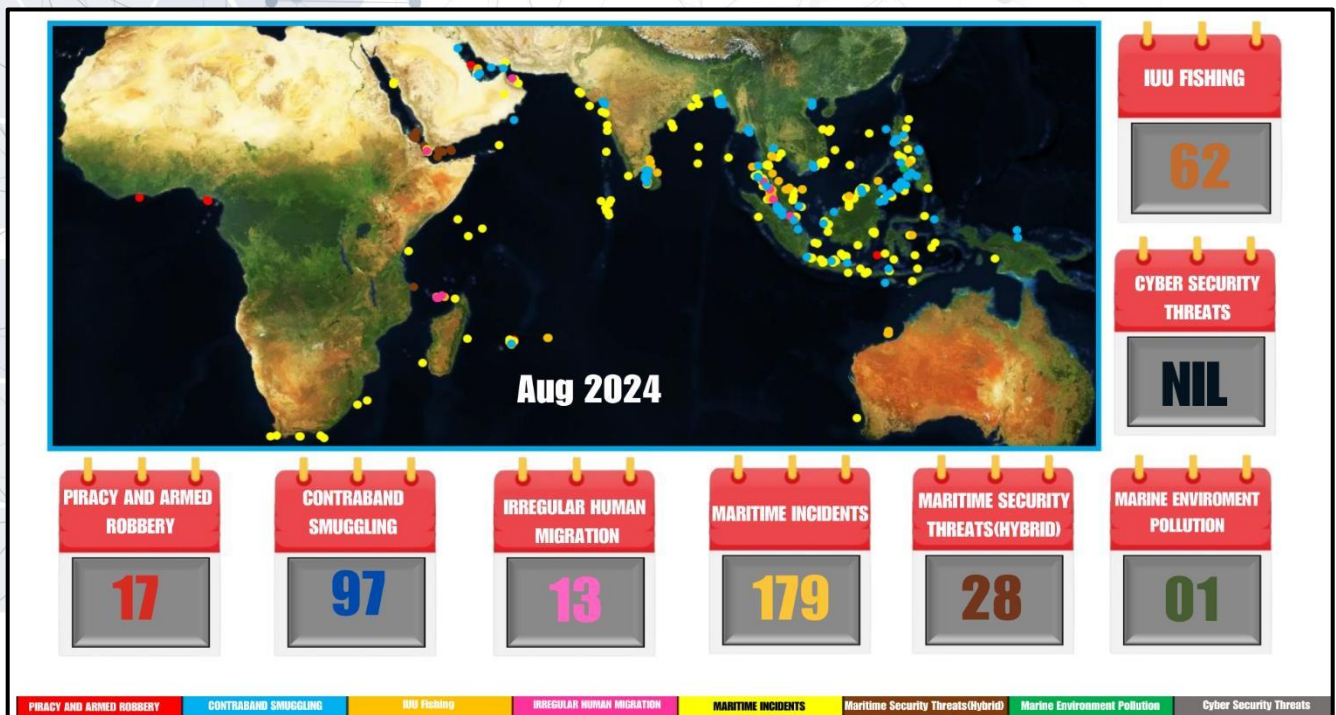 IUU FISHING
62
CYBER SECURITY
THREATS
NIL
Aug 2024
PIRACY AND ARMED
ROBBERY
17
CONTRABAND
SMUGGLING
97
IRREGULAR HUMAN
MIGRATION
13
MARITIME INCIDENTS
179
MARITIME SECURITY
THREATS(HYBRID)
28
MARINE ENVIROMENT
POLLUTION
01
PIRACY AND ARMED ROBBERY
CONTRABAND SMUGGLING
IUU Fishing
IRREGULAR HUMAN MIGRATION
MARITIME INCIDENTS
Maritime Security Threats(Hybrid)
Marine Environment Pollution
Cyber Security Threats